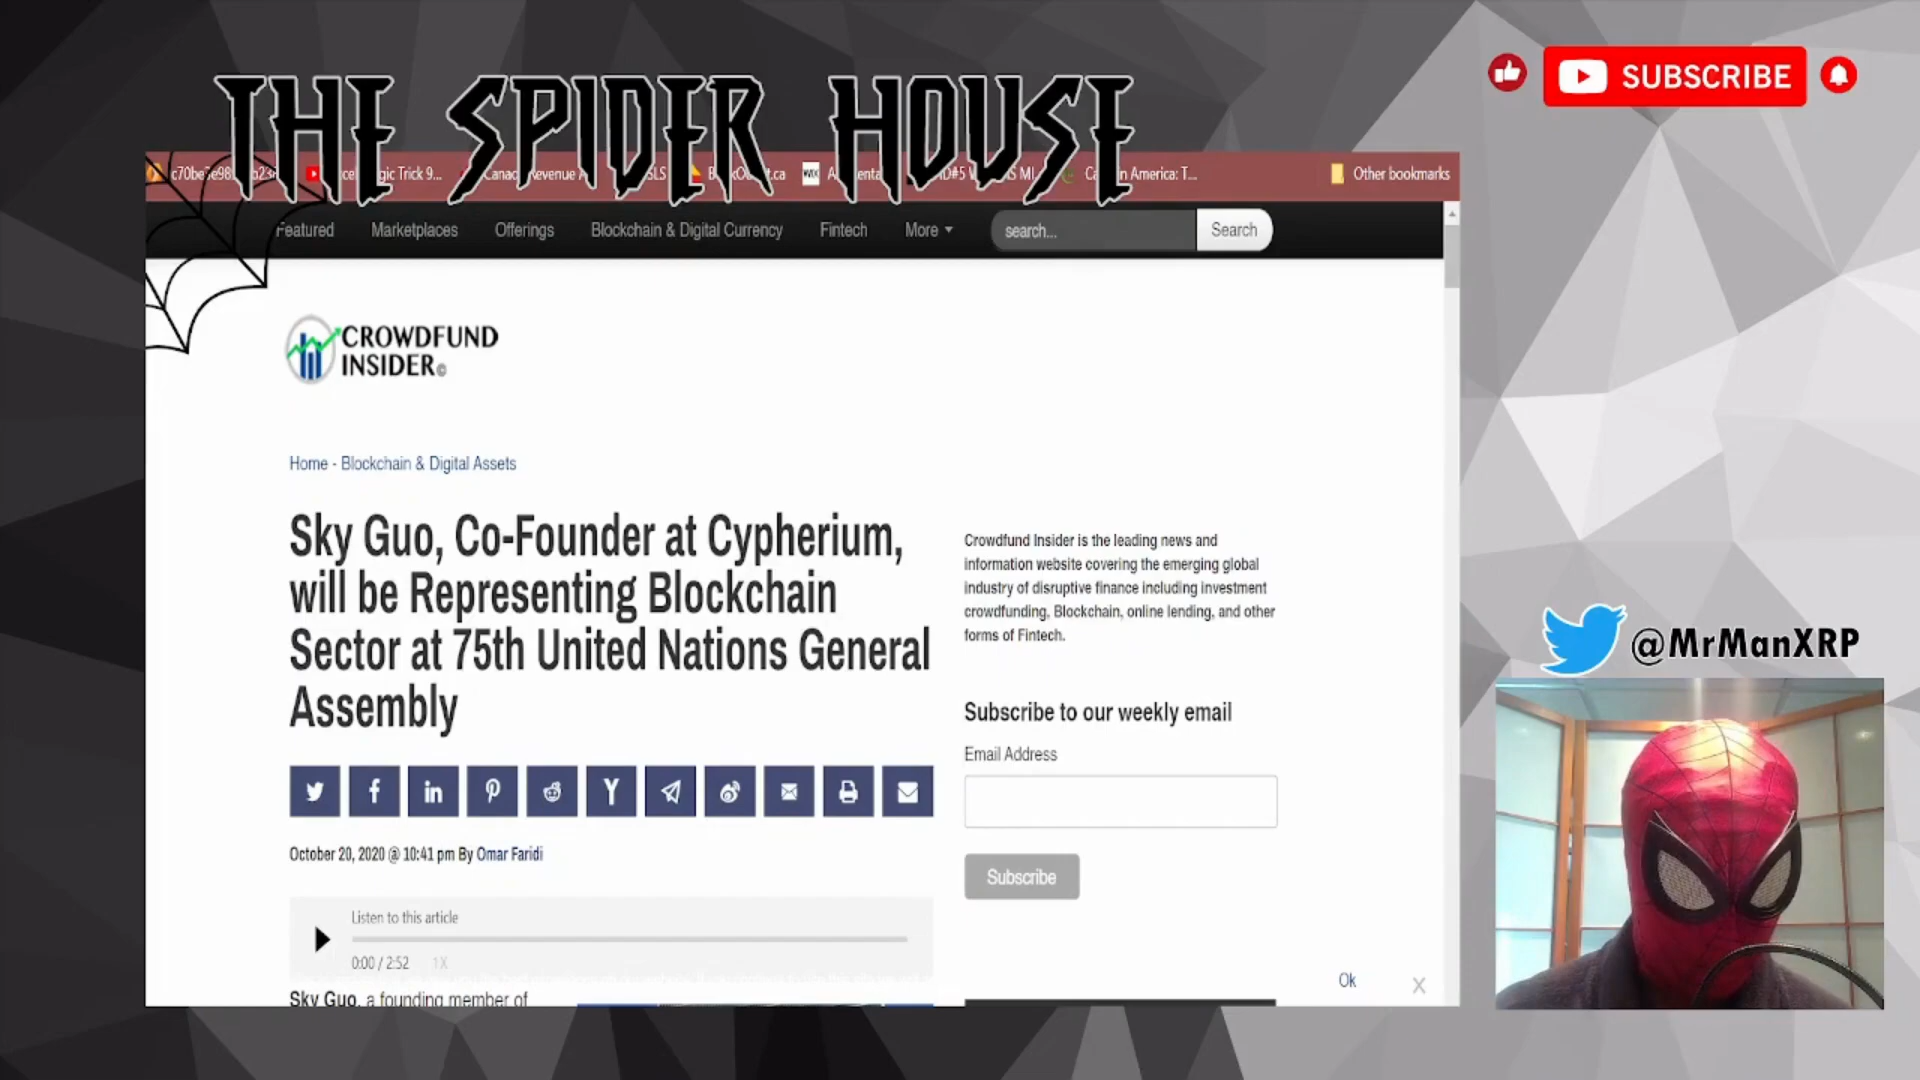 THE SPIDER HOUSE
SUBSCRIBE
Other bookmarks
Featured Marketplaces Offerings Blockchain & Digital Currency Fintech More search... Search
CROWDFUND
INSIDER©
Home - Blockchain & Digital Assets
Sky Guo, Co-Founder at Cypherium,
will be Representing Blockchain
Sector at 75th United Nations General
Assembly
October 20, 2020 @ 10:41 pm By Omar Faridi
Listen to this article
0:00 / 2:52 1X
Sky Guo, a founding member of
Crowdfund Insider is the leading news and
information website covering the emerging global
industry of disruptive finance including investment
crowdfunding, Blockchain, online lending, and other
forms of Fintech.
Subscribe to our weekly email
Email Address
Subscribe
Ok X
@MrManXRP